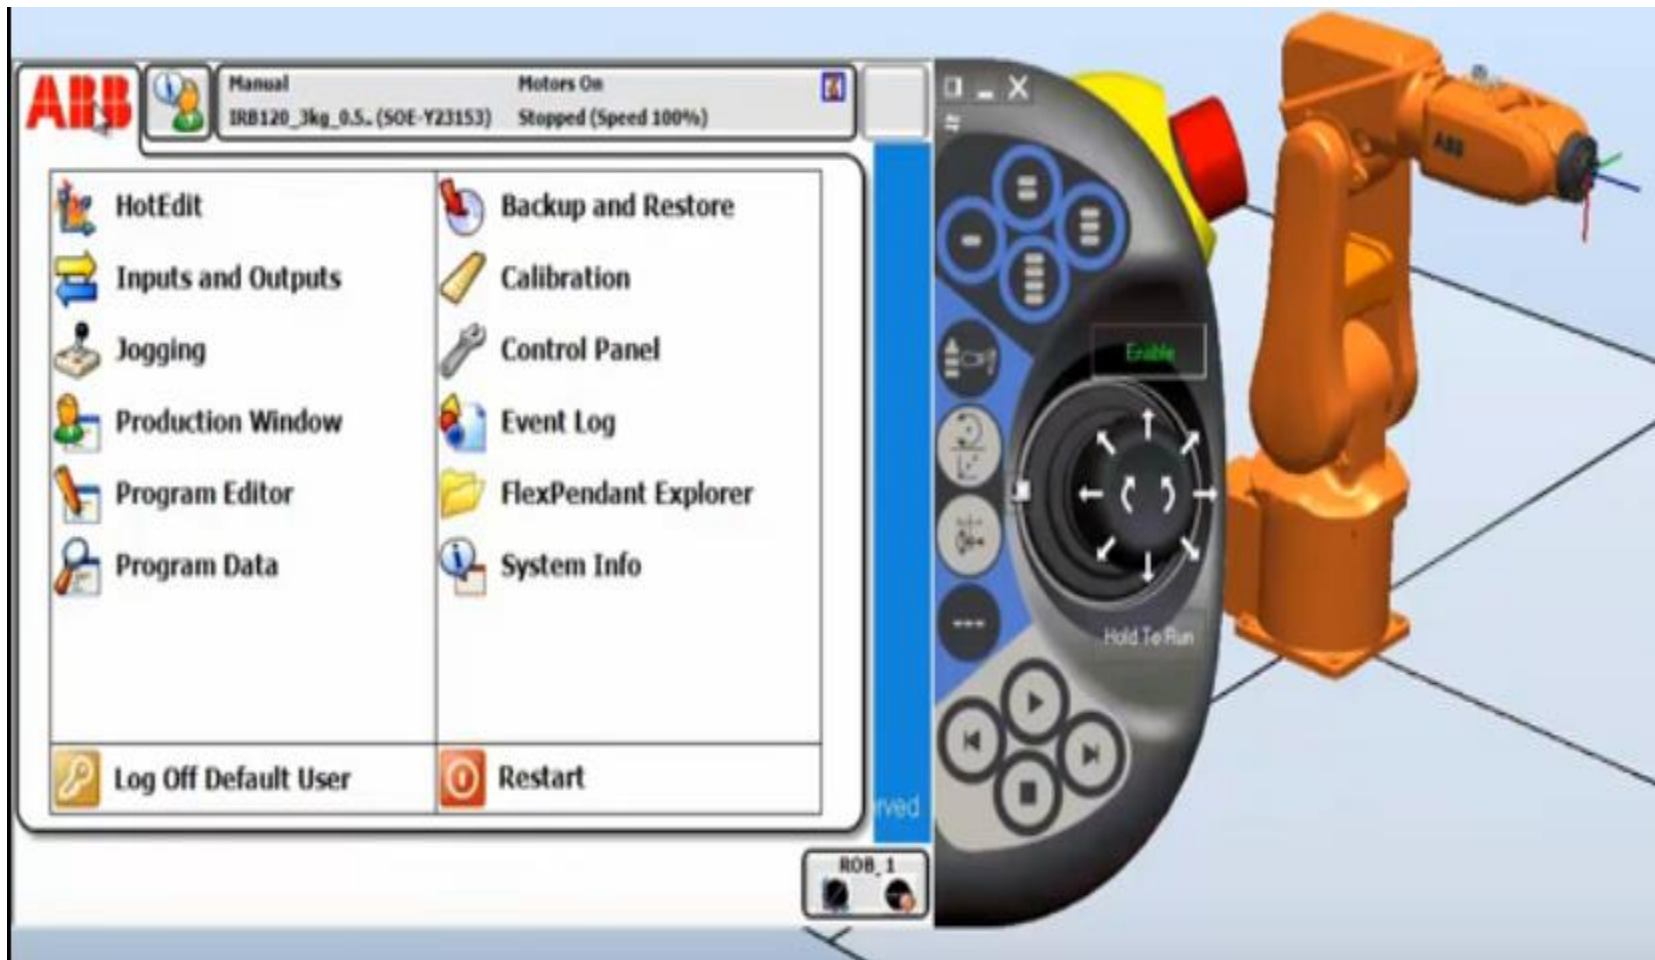 ABB
Manual
Motors On
IRB120_3kg_0.5.. (SOE-Y23153)
Stopped (Speed 100%)
HotEdit
Backup and Restore
Inputs and Outputs
Calibration
Jogging
Control Panel
Production Window
Event Log
Program Editor
FlexPendant Explorer
Program Data
System Info
Log Off Default User
Restart
rved
ROB_1
Enable
Hold To Run
ABB